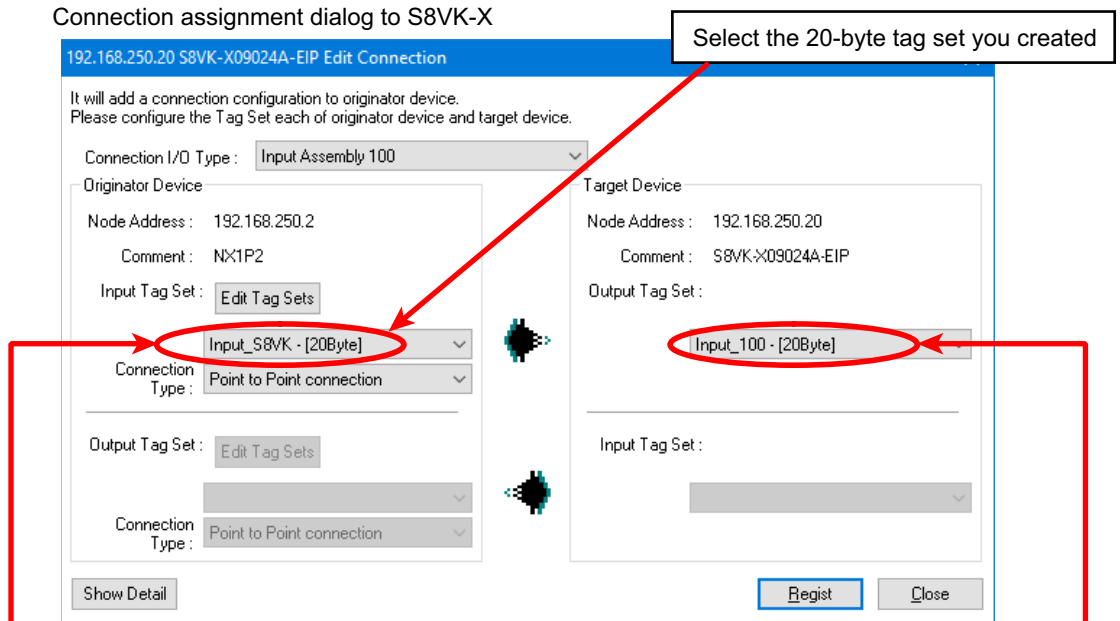 Connection assignment dialog to S8VK-X
Select the 20-byte tag set you created
192.168.250.20 S8VK-X09024A-EIP Edit Connection
It will add a connection configuration to originator device.
Please configure the Tag Set each of originator device and target device.
Connection I/O Type : Input Assembly 100
Originator Device
Node Address : 192.168.250.2
Comment : NX1P2
Input Tag Set : Edit Tag Sets
Input_S8VK - [20Byte]
Connection
Type : Point to Point connection
Output Tag Set : Edit Tag Sets
Connection
Type : Point to Point connection
Target Device
Node Address : 192.168.250.20
Comment : S8VK-X09024A-EIP
Output Tag Set :
Input_100 - [20Byte]
Input Tag Set :
Show Detail
Regist
Close